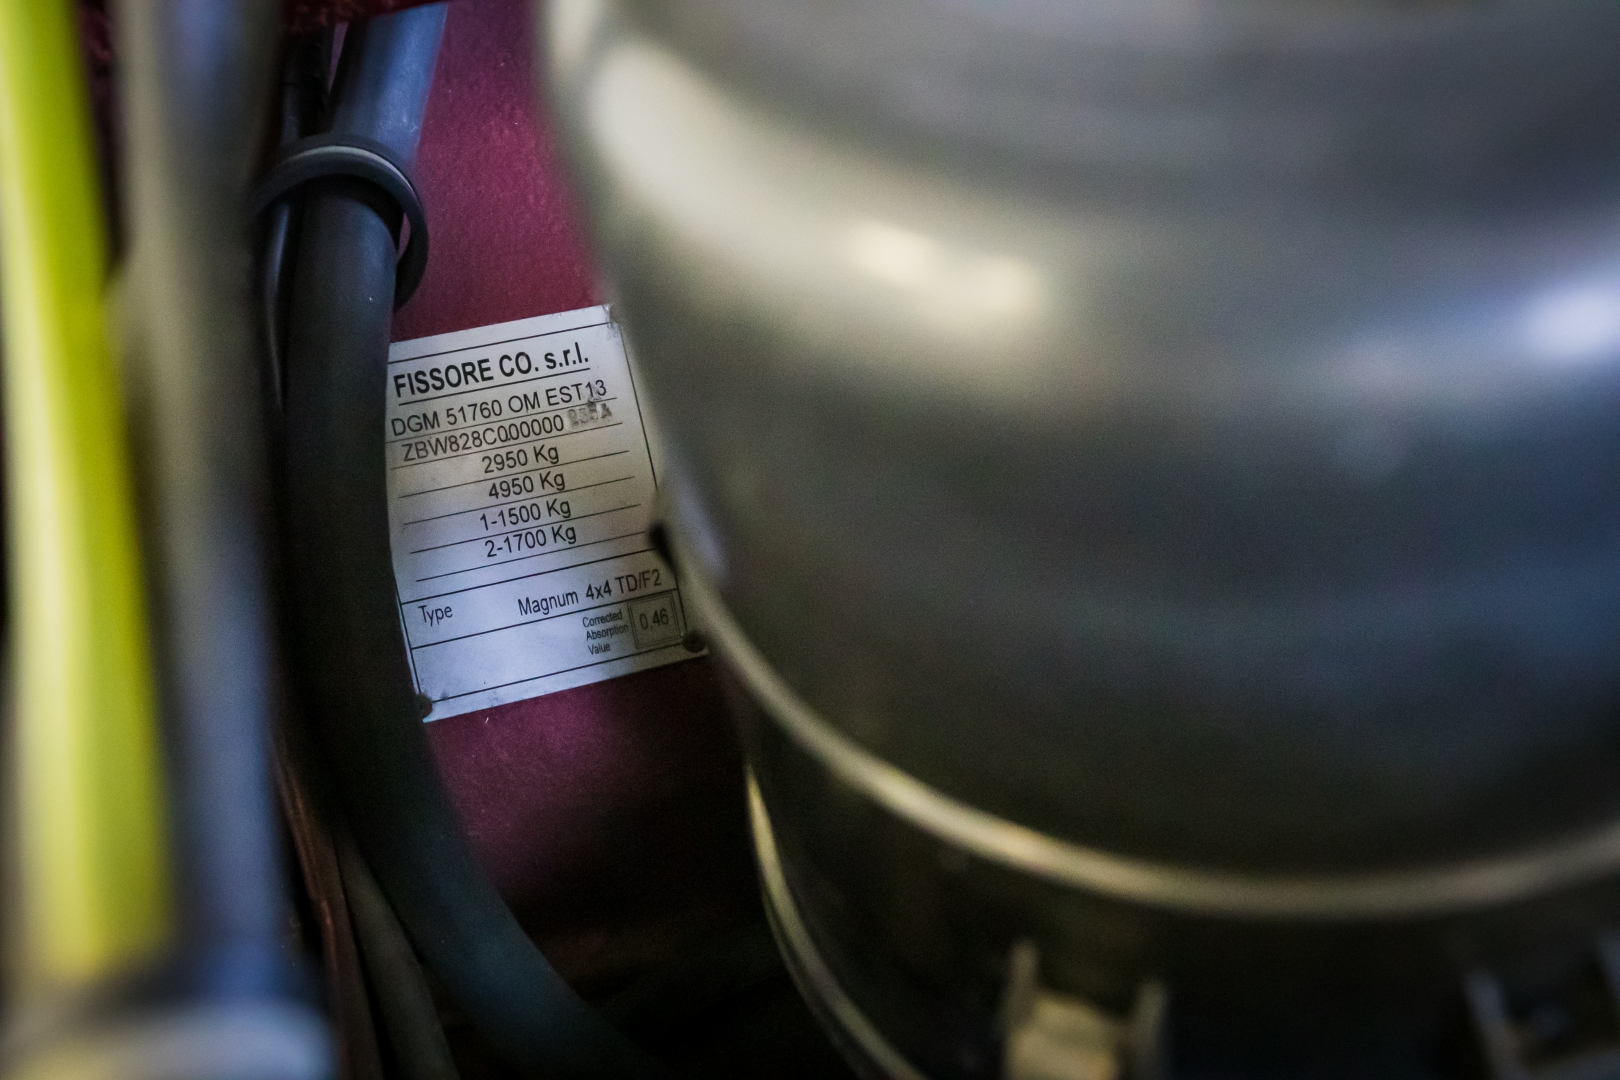 FISSORE CO. s.r.l.
DGM 51760 OM EST13
ZBW828C000000
2950 Kg
4950 Kg
1-1500 Kg
2-1700 Kg
Type Magnum 4x4 TD/F2
Corrected
Absorption 0.46
Value